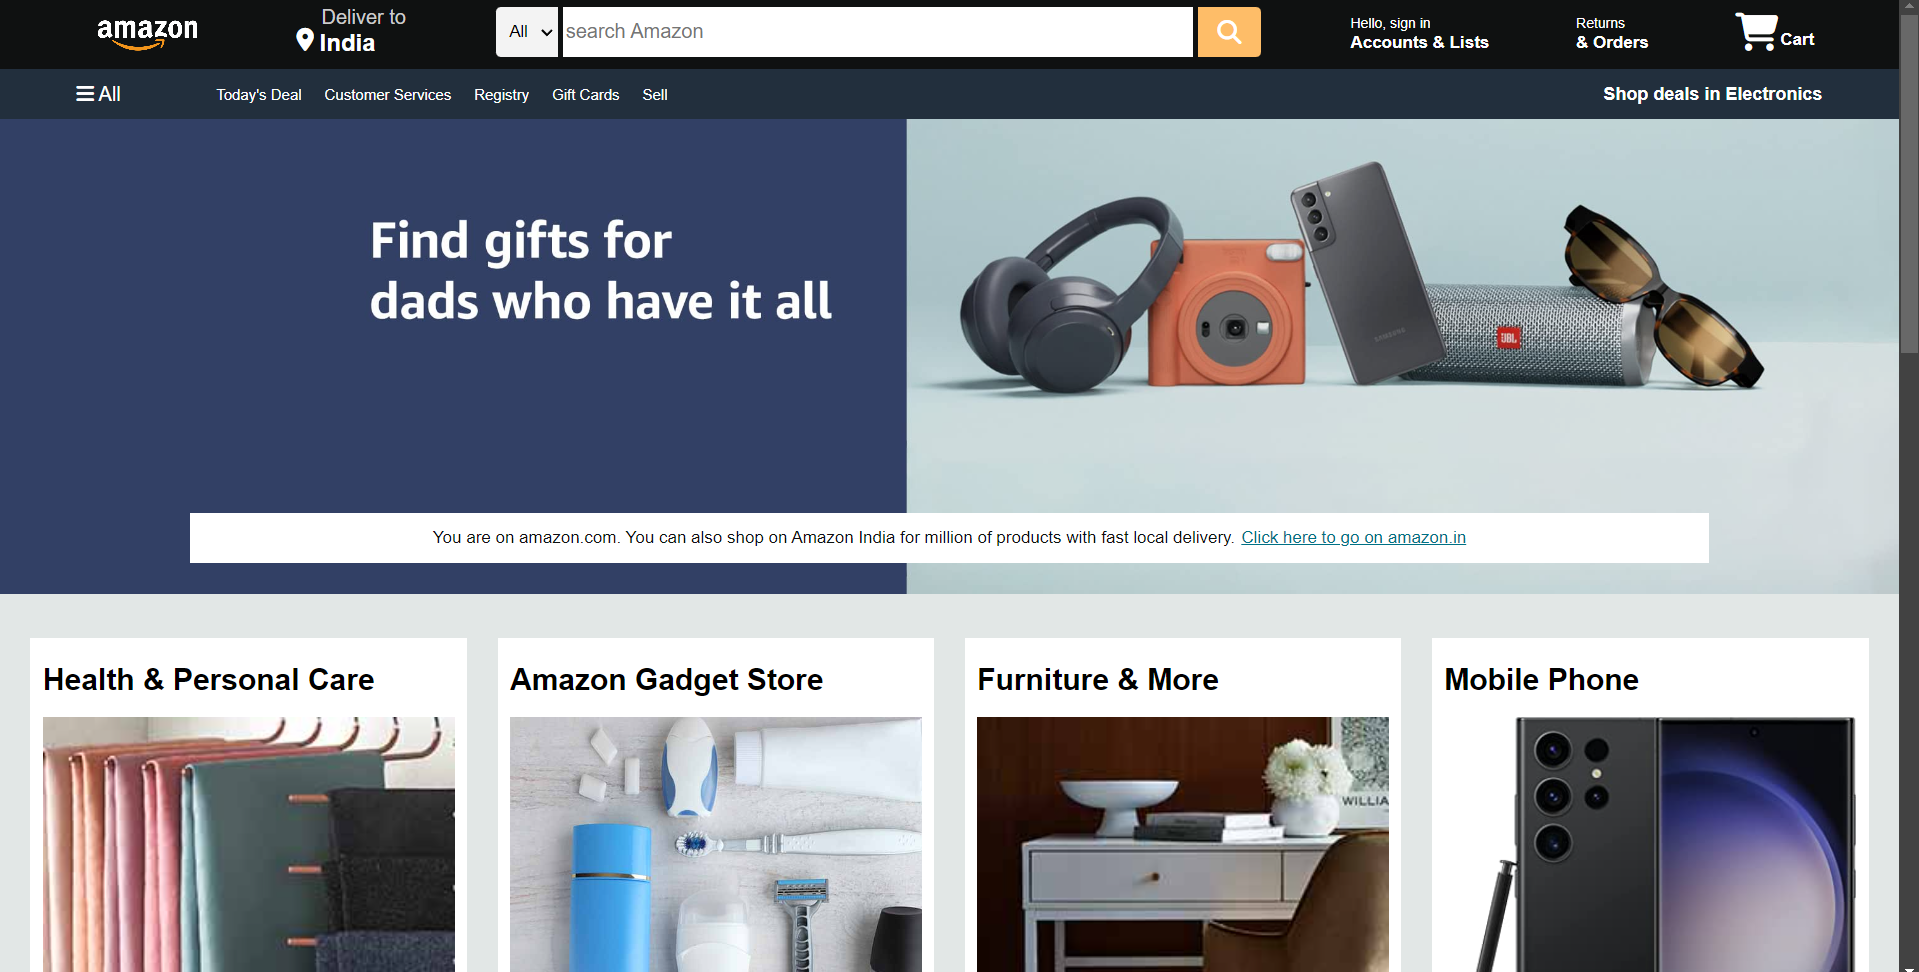 amazon
Deliver to
India
All
search Amazon
Hello, sign in
Accounts & Lists
Returns
& Orders
Cart
All
Today's Deal
Customer Services
Registry
Gift Cards
Sell
Shop deals in Electronics
Find gifts for
dads who have it all
SAMSUNG
JBL
You are on amazon.com. You can also shop on Amazon India for million of products with fast local delivery. Click here to go on amazon.in
Health & Personal Care
Amazon Gadget Store
Furniture & More
Mobile Phone
WILLIA